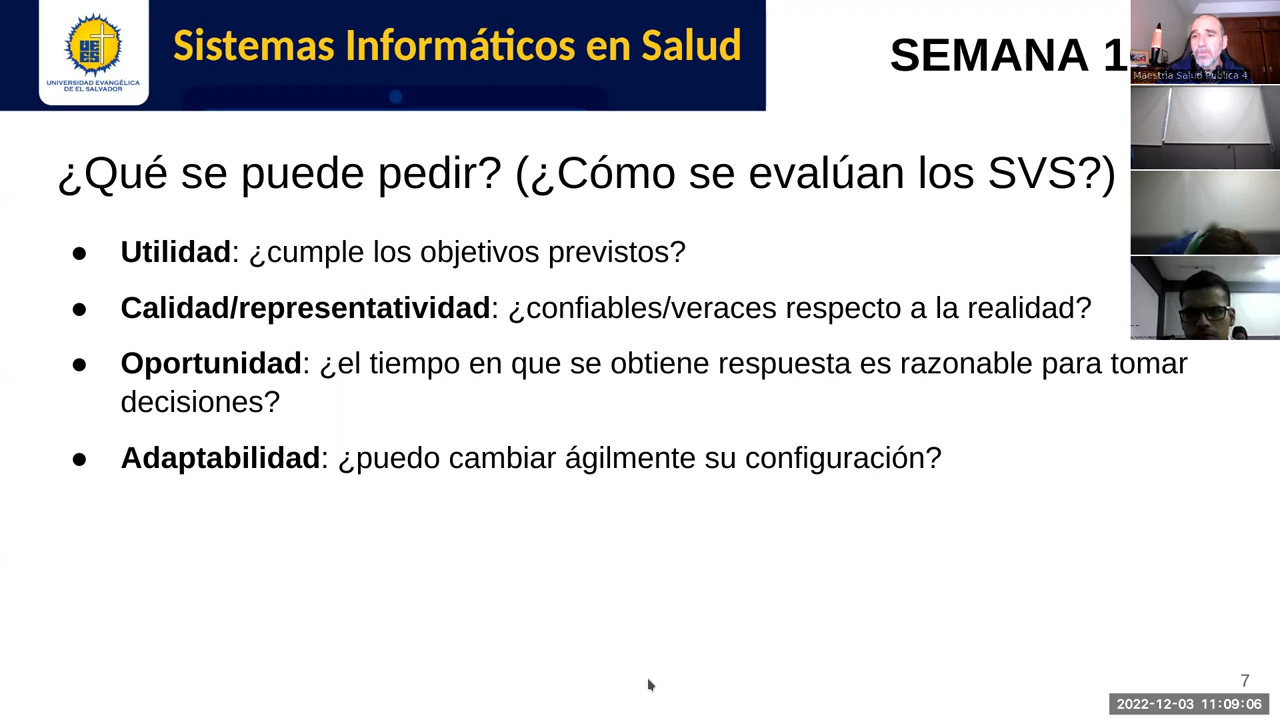 Sistemas Informáticos en Salud
SEMANA 1
UEES
UNIVERSIDAD EVANGÉLICA
DE EL SALVADOR
Maestria Salud Publica 4
¿Qué se puede pedir? (¿Cómo se evalúan los SVS?)
● Utilidad: ¿cumple los objetivos previstos?
● Calidad/representatividad: ¿confiables/veraces respecto a la realidad?
● Oportunidad: ¿el tiempo en que se obtiene respuesta es razonable para tomar
decisiones?
● Adaptabilidad: ¿puedo cambiar ágilmente su configuración?
7
2022-12-03 11:09:06